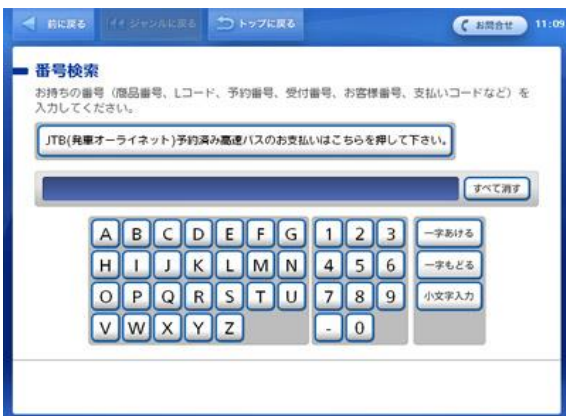 前に戻る ジャンルに戻る トップに戻る お問合せ 11:09
番号検索
お持ちの番号（商品番号、Lコード、予約番号、受付番号、お客様番号、支払いコードなど）を
入力してください。
JTB(発車オーライネット)予約済み高速バスのお支払いはこちらを押して下さい。
すべて消す
A B C D E F G 1 2 3 一字あける
H I J K L M N 4 5 6 一字もどる
O P Q R S T U 7 8 9 小文字入力
V W X Y Z - 0